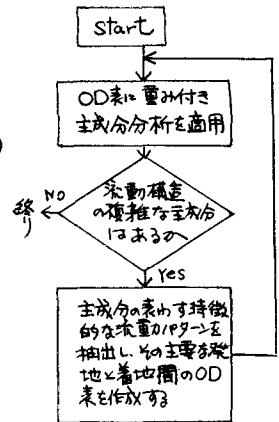 start
OD表に重み付き
主成分分析を適用
流動構造
の複雑な主成分
はあるか
NO
終り
Yes
主成分の表わす特徴
的な流動パターンを
抽出し、その主要な発
地と着地間のOD
表を作成する